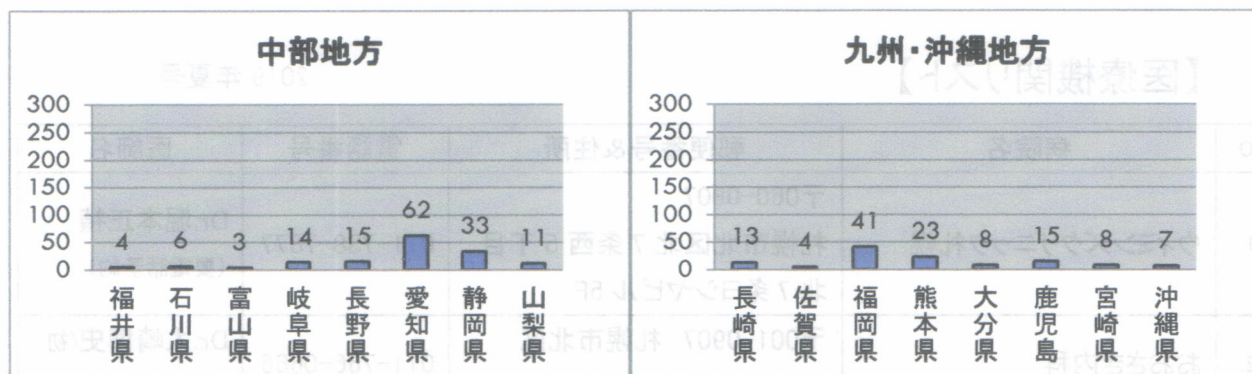 中部地方
300
250
200
150
100
50
0
4 6 3 14 15 62 33 11
福井県 石川県 富山県 岐阜県 長野県 愛知県 静岡県 山梨県
九州・沖縄地方
300
250
200
150
100
50
0
13 4 41 23 8 15 8 7
長崎県 佐賀県 福岡県 熊本県 大分県 鹿児島 宮崎県 沖縄県